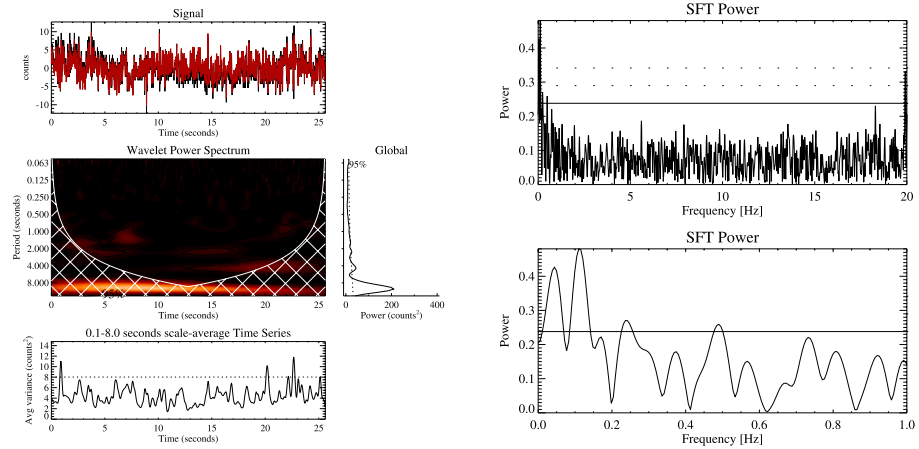 Signal
counts
10
5
0
-5
-10
0 5 10 15 20 25
Time (seconds)
Wavelet Power Spectrum
Period (seconds)
0.063
0.125
0.250
0.500
1.000
2.000
4.000
8.000
0 5 10 15 20 25
Time (seconds)
Global
95%
0 200 400
Power (counts²)
0.1-8.0 seconds scale-average Time Series
Avg variance (counts²)
14
12
10
8
6
4
2
0
0 5 10 15 20 25
Time (seconds)
SFT Power
Power
0.4
0.3
0.2
0.1
0.0
0 5 10 15 20
Frequency [Hz]
SFT Power
Power
0.4
0.3
0.2
0.1
0.0
0.0 0.2 0.4 0.6 0.8 1.0
Frequency [Hz]